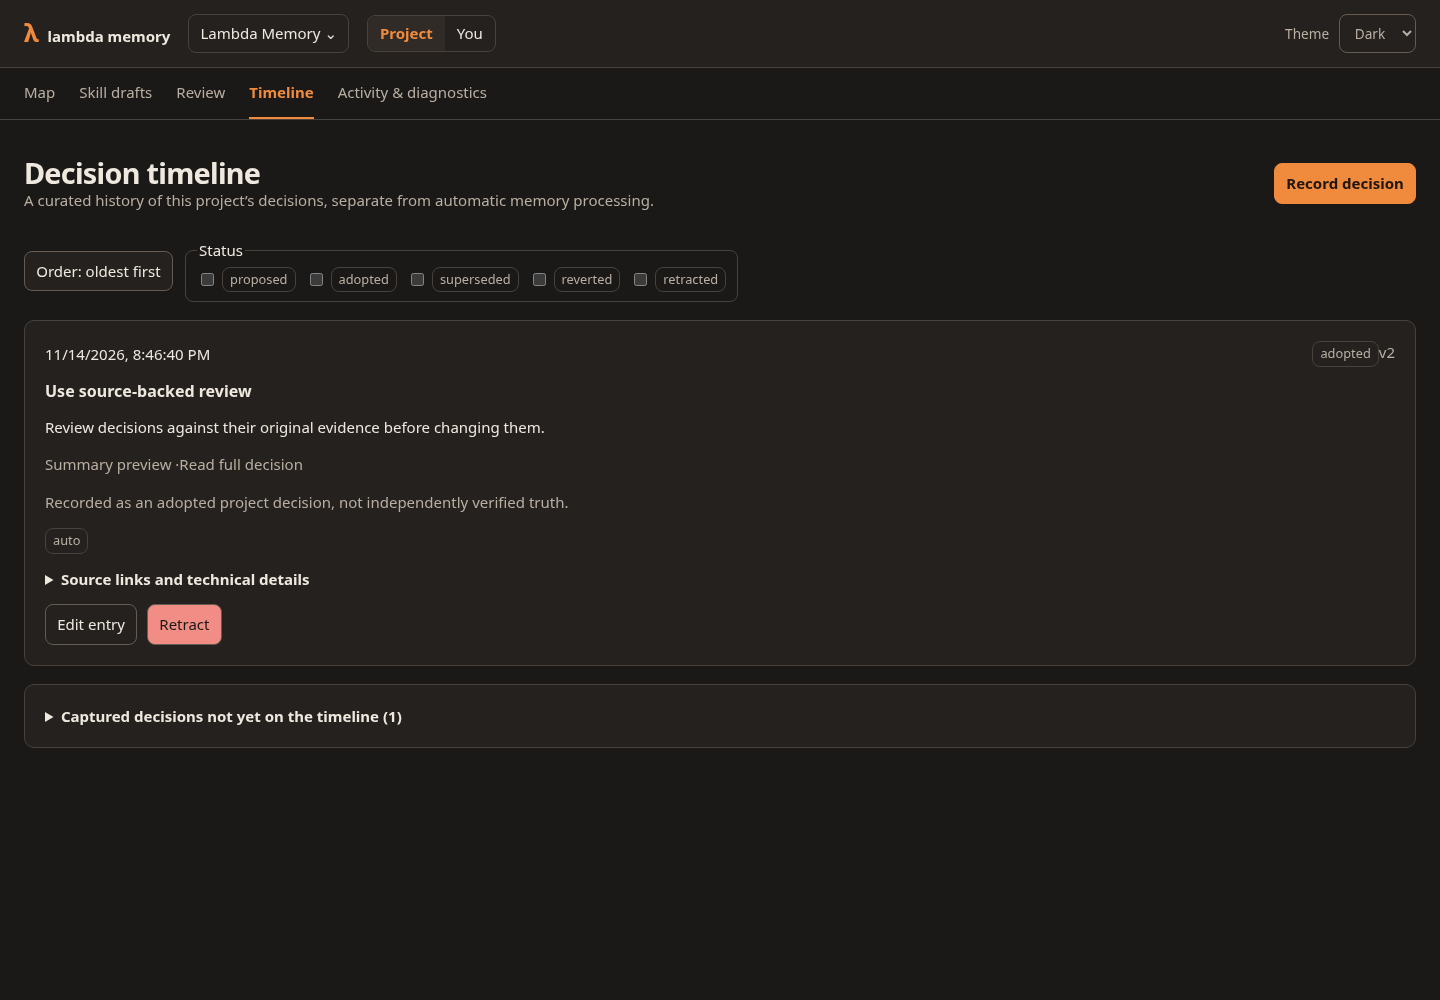 λ lambda memory Lambda Memory ⌄ Project You Theme Dark
Map Skill drafts Review Timeline Activity & diagnostics
Decision timeline
A curated history of this project’s decisions, separate from automatic memory processing.
Record decision
Order: oldest first
Status
proposed adopted superseded reverted retracted
11/14/2026, 8:46:40 PM adopted v2
Use source-backed review
Review decisions against their original evidence before changing them.
Summary preview ·Read full decision
Recorded as an adopted project decision, not independently verified truth.
auto
Source links and technical details
Edit entry Retract
Captured decisions not yet on the timeline (1)